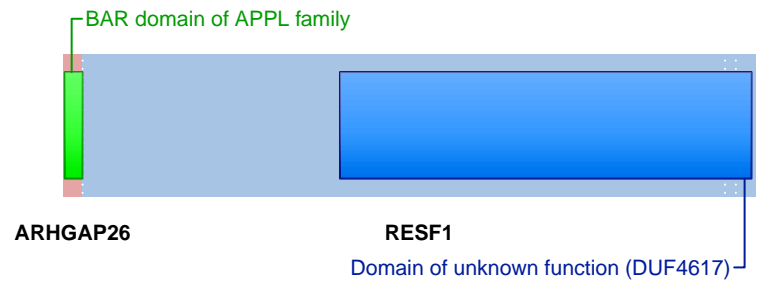 BAR domain of APPL family
ARHGAP26 RESF1
Domain of unknown function (DUF4617)